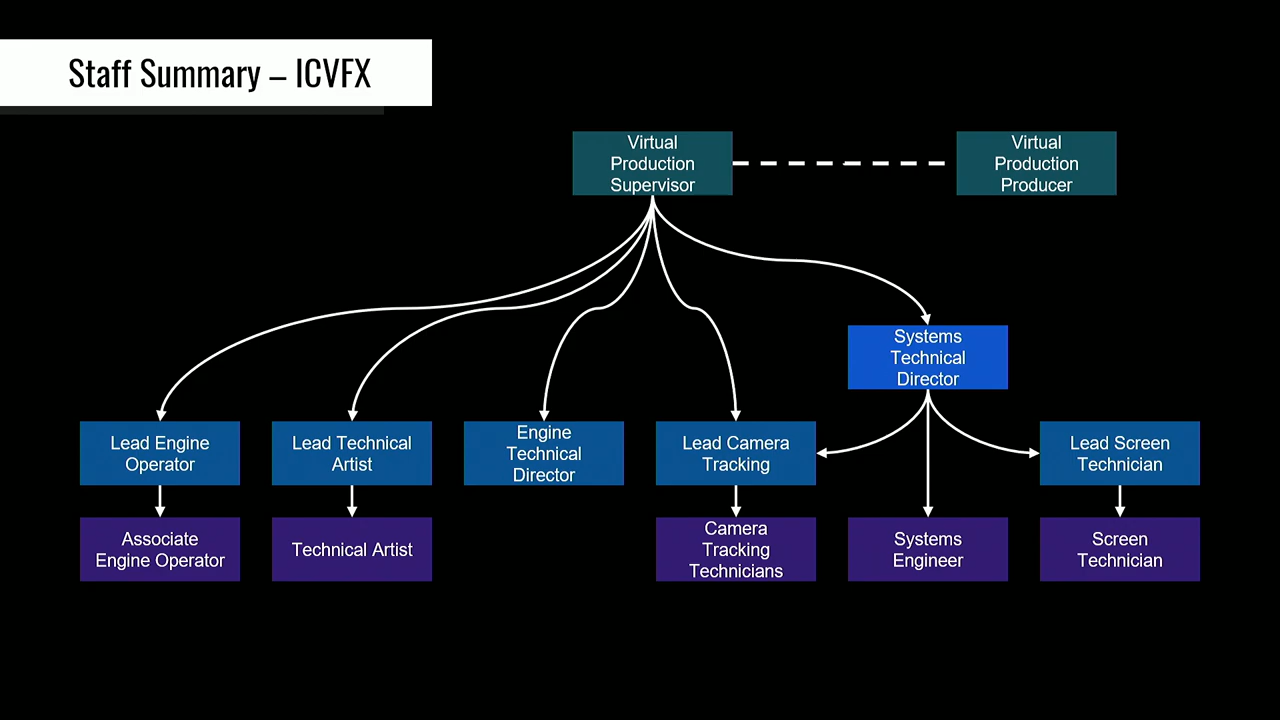 Staff Summary – ICVFX
Virtual
Production
Supervisor
Virtual
Production
Producer
Systems
Technical
Director
Lead Engine
Operator
Lead Technical
Artist
Engine
Technical
Director
Lead Camera
Tracking
Lead Screen
Technician
Associate
Engine Operator
Technical Artist
Camera
Tracking
Technicians
Systems
Engineer
Screen
Technician